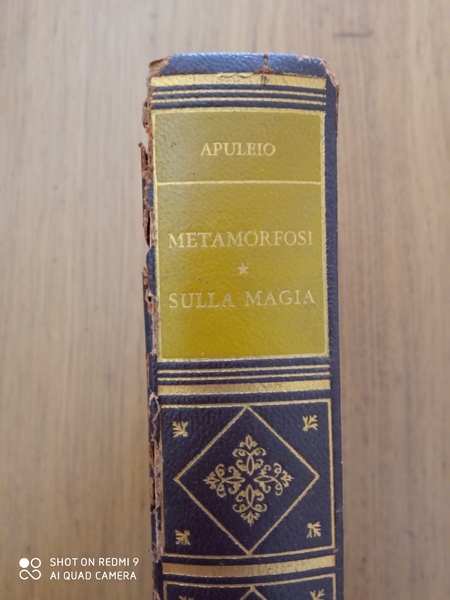 APULEIO
METAMORFOSI
SULLA MAGIA
SHOT ON REDMI 9
AI QUAD CAMERA